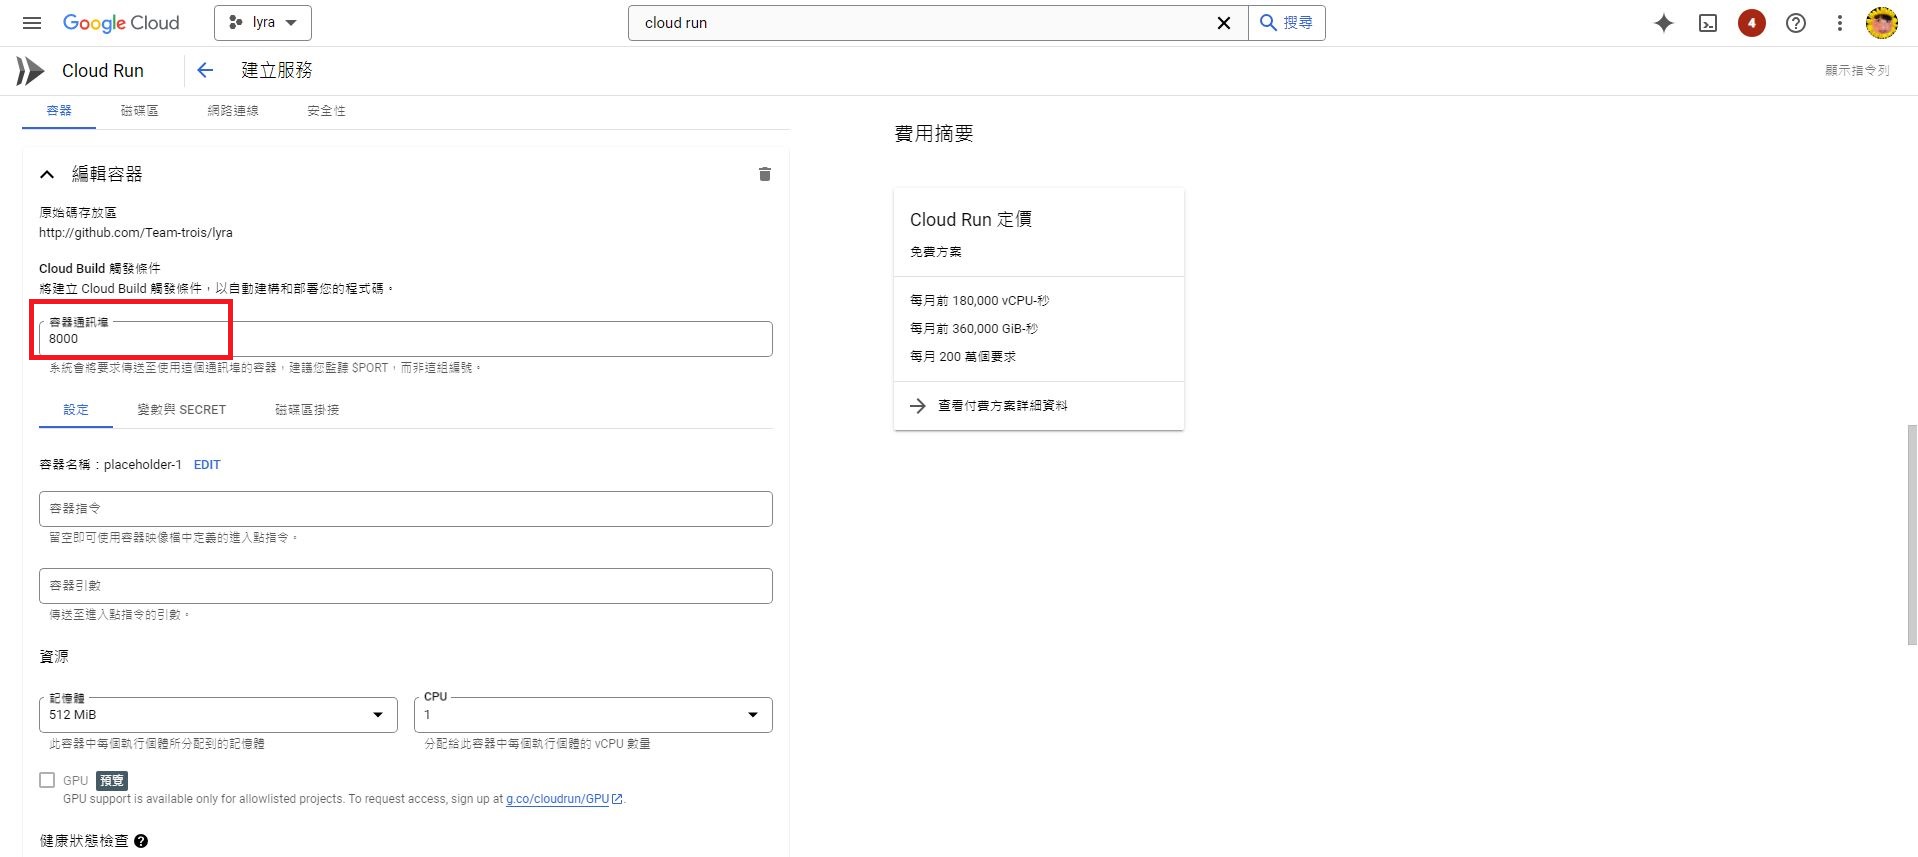 Google Cloud
lyra
cloud run
搜尋
4
Cloud Run
建立服務
顯示指令列
容器
磁碟區
網路連線
安全性
編輯容器
原始碼存放區
http://github.com/Team-trois/lyra
Cloud Build 觸發條件
將建立 Cloud Build 觸發條件，以自動建構和部署您的程式碼。
容器通訊埠
8000
系統會將要求傳送至使用這個通訊埠的容器，建議您監聽 $PORT，而非這組編號。
設定
變數與 SECRET
磁碟區掛接
容器名稱：placeholder-1 EDIT
容器指令
留空即可使用容器映像檔中定義的進入點指令。
容器引數
傳送至進入點指令的引數。
資源
記憶體
512 MiB
此容器中每個執行個體所分配到的記憶體
CPU
1
分配給此容器中每個執行個體的 vCPU 數量
GPU 預覽
GPU support is available only for allowlisted projects. To request access, sign up at g.co/cloudrun/GPU.
健康狀態檢查
費用摘要
Cloud Run 定價
免費方案
每月前 180,000 vCPU-秒
每月前 360,000 GiB-秒
每月 200 萬個要求
查看付費方案詳細資料